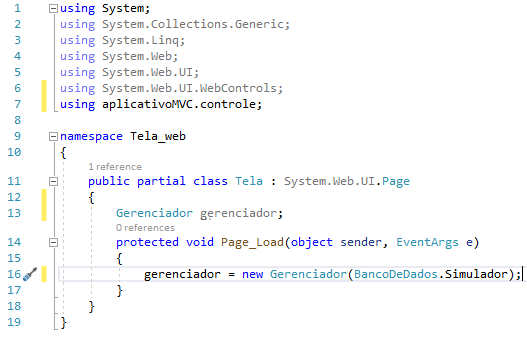 1 using System;
2 using System.Collections.Generic;
3 using System.Linq;
4 using System.Web;
5 using System.Web.UI;
6 using System.Web.UI.WebControls;
7 using aplicativoMVC.controle;
8
9 namespace Tela_web
10 {
1 reference
11 public partial class Tela : System.Web.UI.Page
12 {
13 Gerenciador gerenciador;
0 references
14 protected void Page_Load(object sender, EventArgs e)
15 {
16 gerenciador = new Gerenciador(BancoDeDados.Simulador);
17 }
18 }
19 }